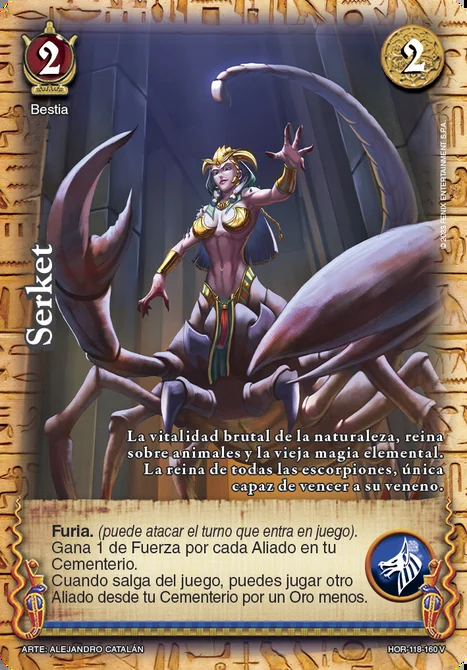 2
2
Bestia
© 2023 FENIX ENTERTAINMENT S.P.A.
Serket
La vitalidad brutal de la naturaleza, reina
sobre animales y la vieja magia elemental.
La reina de todas las escorpiones, única
capaz de vencer a su veneno.
Furia. (puede atacar el turno que entra en juego).
Gana 1 de Fuerza por cada Aliado en tu
Cementerio.
Cuando salga del juego, puedes jugar otro
Aliado desde tu Cementerio por un Oro menos.
ARTE: ALEJANDRO CATALÁN
HOR-118-160 V